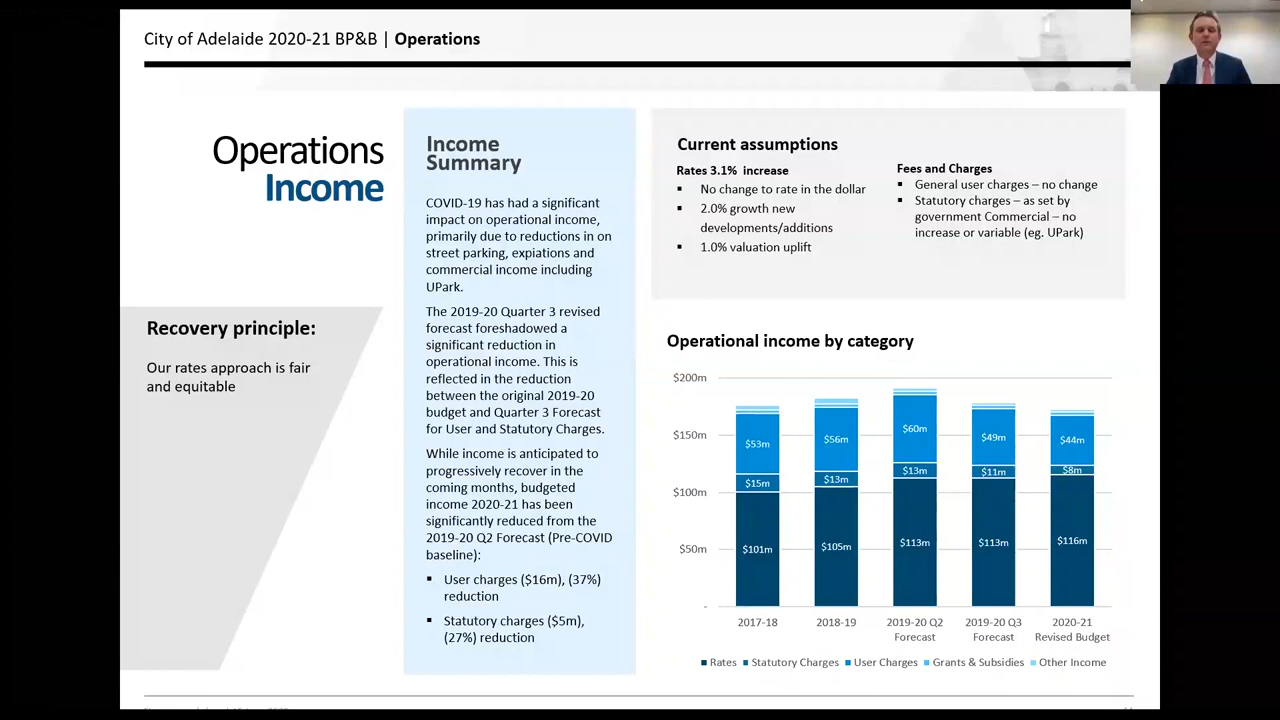 City of Adelaide 2020-21 BP&B | Operations
Operations
Income
Recovery principle:
Our rates approach is fair
and equitable
Income
Summary
COVID-19 has had a significant
impact on operational income,
primarily due to reductions in on
street parking, expiations and
commercial income including
UPark.
The 2019-20 Quarter 3 revised
forecast foreshadowed a
significant reduction in
operational income. This is
reflected in the reduction
between the original 2019-20
budget and Quarter 3 Forecast
for User and Statutory Charges.
While income is anticipated to
progressively recover in the
coming months, budgeted
income 2020-21 has been
significantly reduced from the
2019-20 Q2 Forecast (Pre-COVID
baseline):
▪ User charges ($16m), (37%)
reduction
▪ Statutory charges ($5m),
(27%) reduction
Current assumptions
Rates 3.1% increase
▪ No change to rate in the dollar
▪ 2.0% growth new
developments/additions
▪ 1.0% valuation uplift
Fees and Charges
▪ General user charges – no change
▪ Statutory charges – as set by
government Commercial – no
increase or variable (eg. UPark)
Operational income by category
$200m
$150m
$100m
$50m
-
$53m
$15m
$101m
$56m
$13m
$105m
$60m
$13m
$113m
$49m
$11m
$113m
$44m
$8m
$116m
2017-18
2018-19
2019-20 Q2
Forecast
2019-20 Q3
Forecast
2020-21
Revised Budget
Rates
Statutory Charges
User Charges
Grants & Subsidies
Other Income